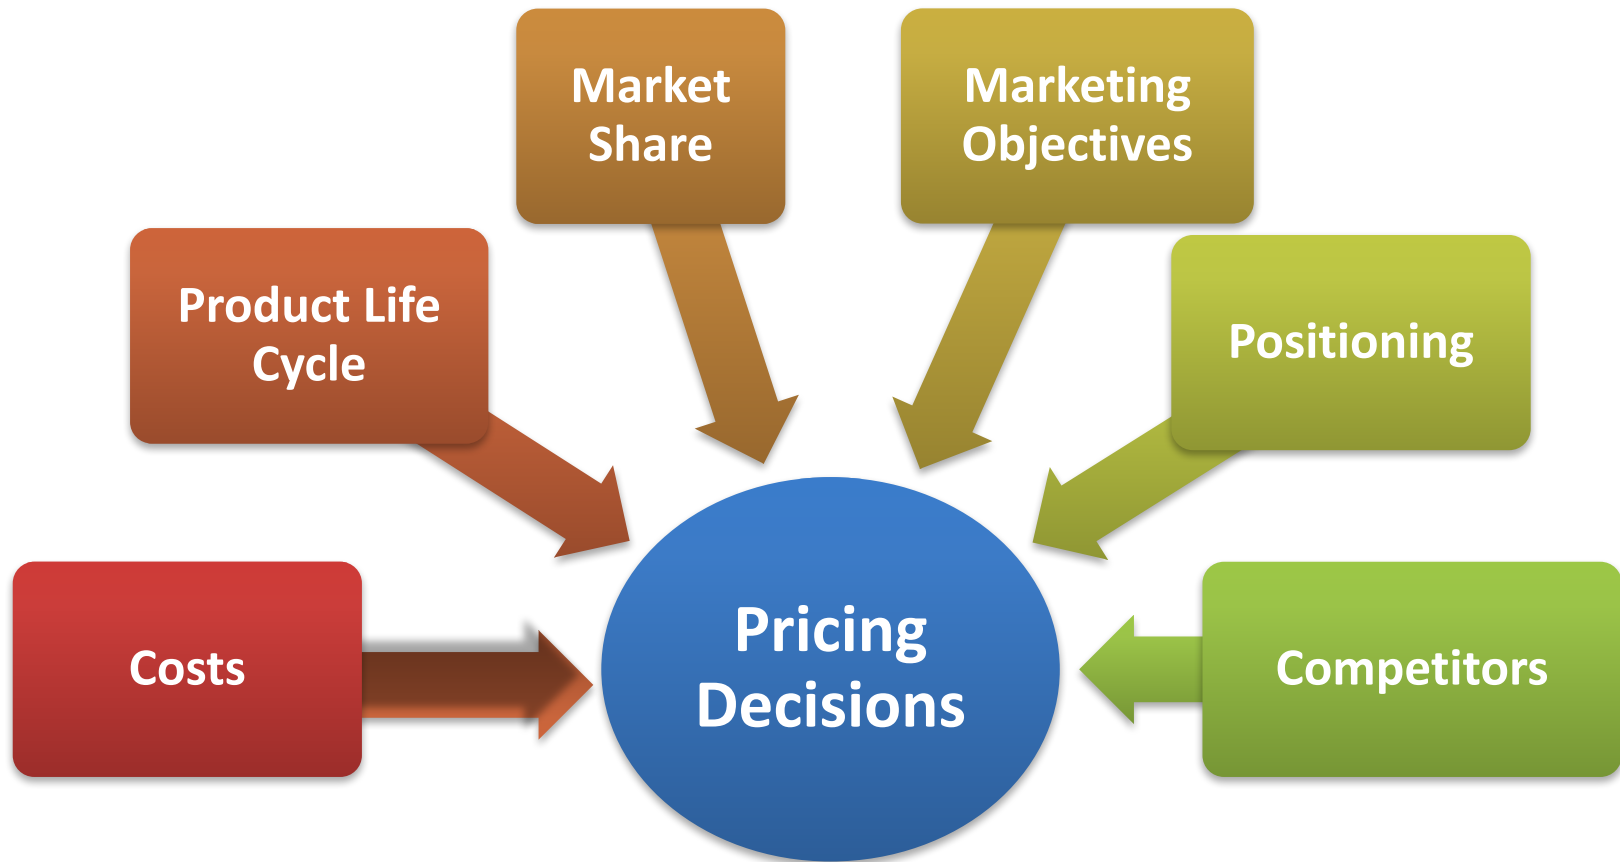 Market
Share
Marketing
Objectives
Product Life
Cycle
Positioning
Costs
Pricing
Decisions
Competitors